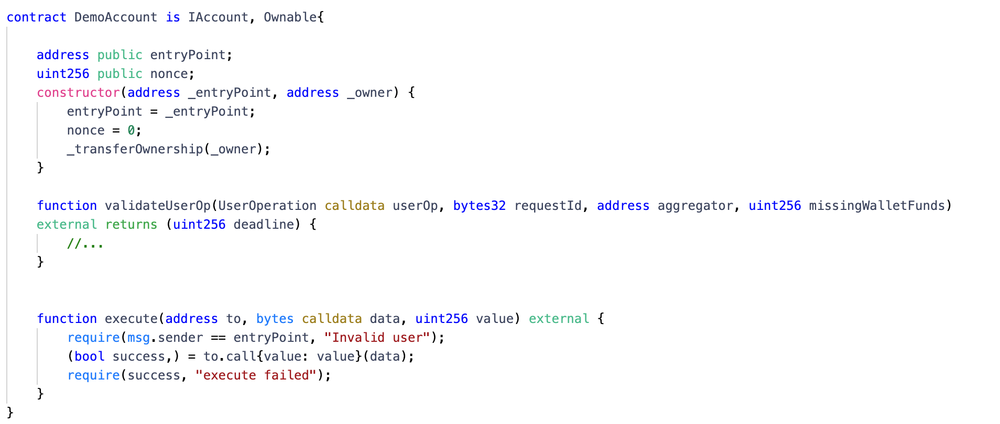 contract DemoAccount is IAccount, Ownable{
address public entryPoint;
uint256 public nonce;
constructor(address _entryPoint, address _owner) {
entryPoint = _entryPoint;
nonce = 0;
_transferOwnership(_owner);
}
function validateUserOp(UserOperation calldata userOp, bytes32 requestId, address aggregator, uint256 missingWalletFunds)
external returns (uint256 deadline) {
//...
}
function execute(address to, bytes calldata data, uint256 value) external {
require(msg.sender == entryPoint, "Invalid user");
(bool success,) = to.call{value: value}(data);
require(success, "execute failed");
}
}